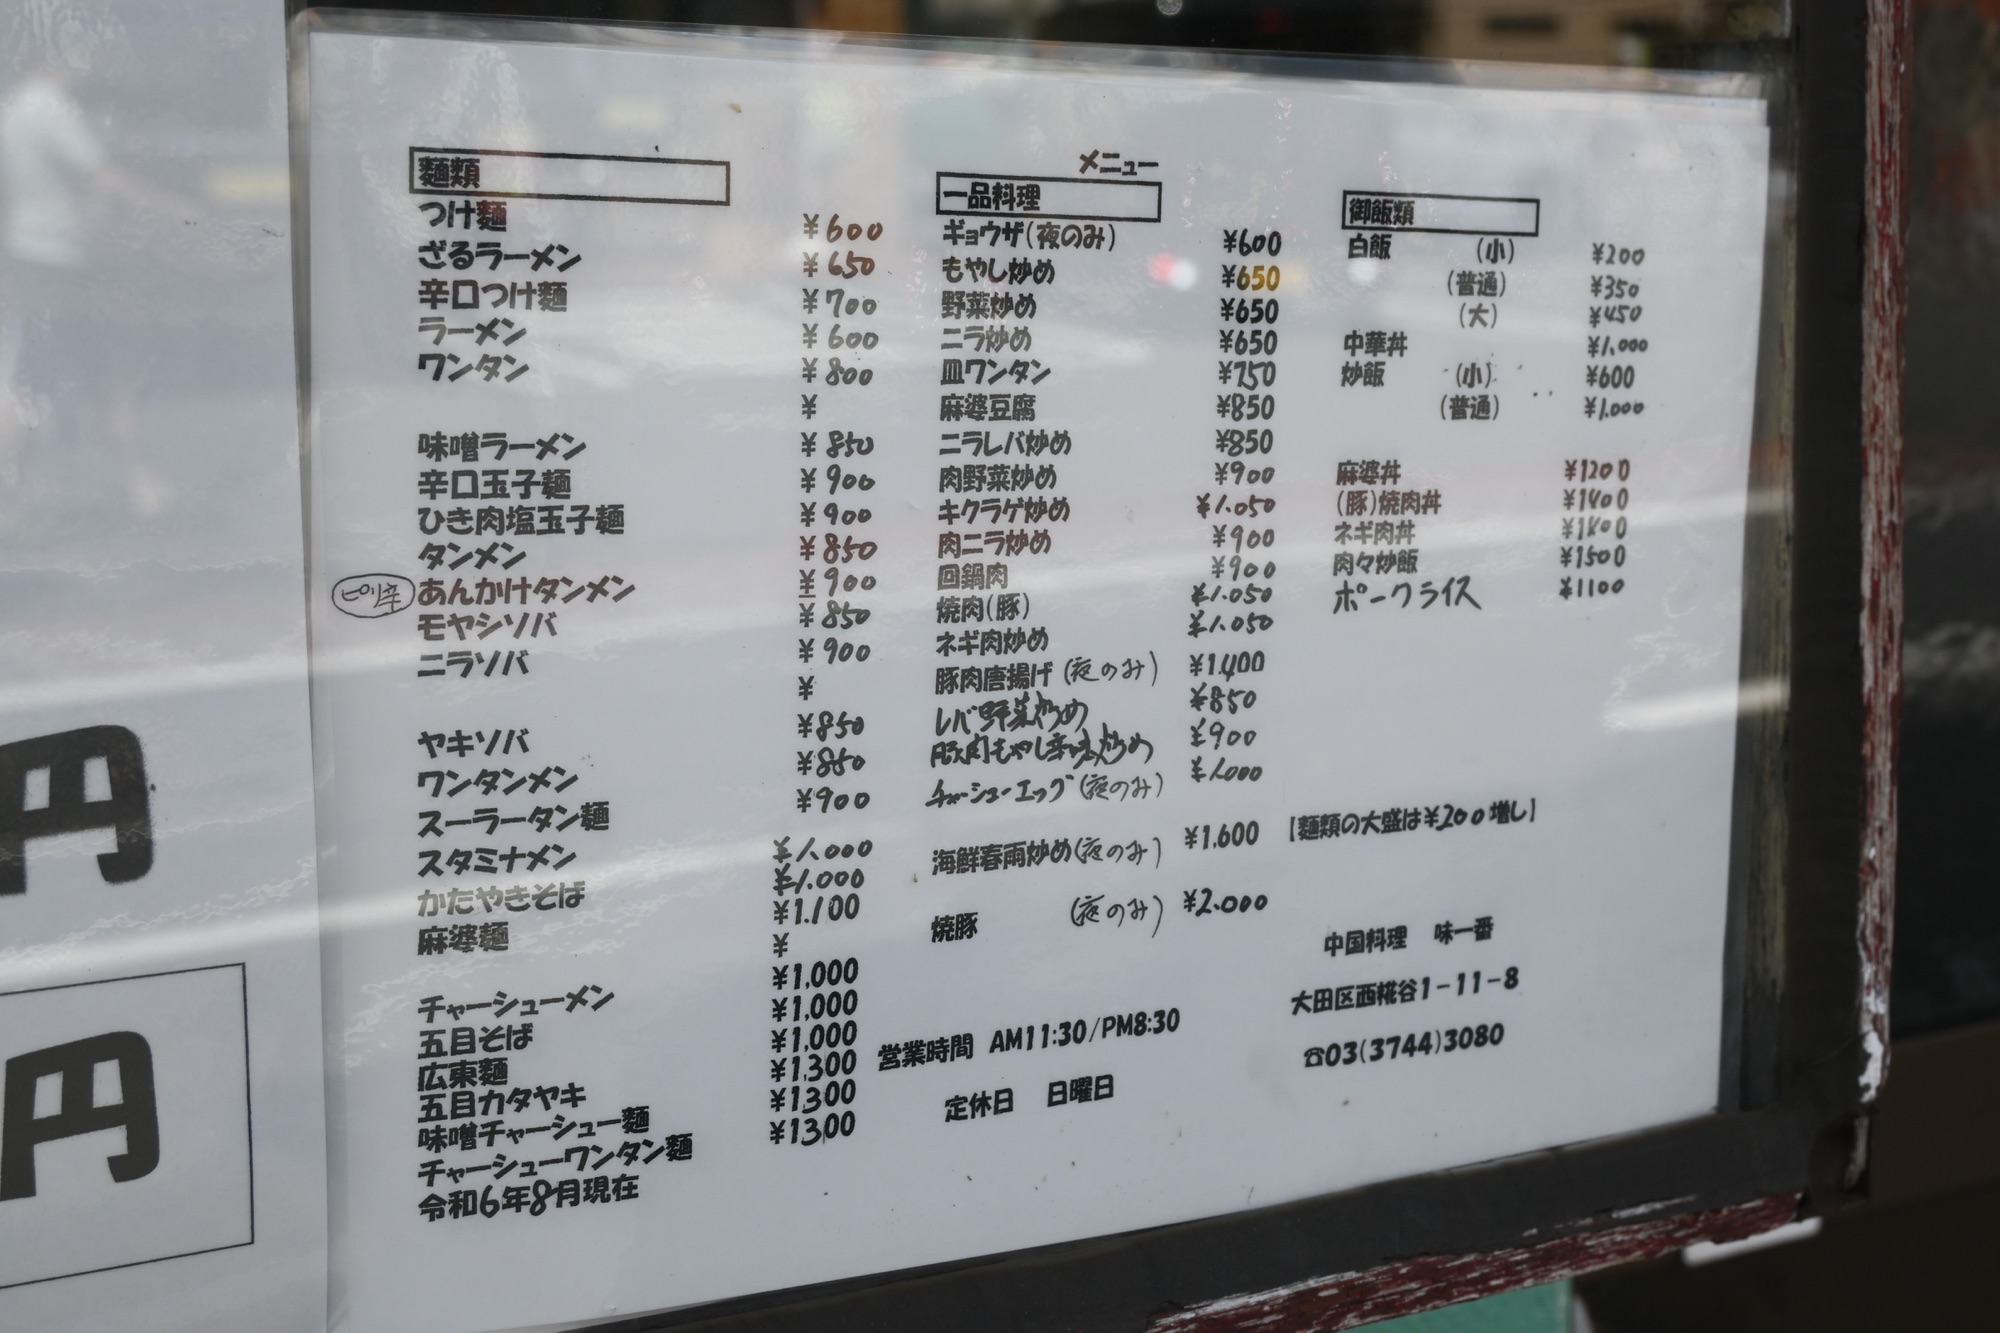 メニュー
麺類
つけ麺 ¥600
ざるラーメン ¥650
辛口つけ麺 ¥700
ラーメン ¥600
ワンタン ¥800
¥
味噌ラーメン ¥850
辛口玉子麺 ¥900
ひき肉塩玉子麺 ¥900
タンメン ¥850
ピリ辛 あんかけタンメン ¥900
モヤシソバ ¥850
ニラソバ ¥900
¥
ヤキソバ ¥850
ワンタンメン ¥850
スーラータン麺 ¥900
スタミナメン ¥1.000
かたやきそば ¥1.000
麻婆麺 ¥1.100
¥
チャーシューメン ¥1,000
五目そば ¥1,000
広東麺 ¥1,000
五目カタヤキ ¥1,300
味噌チャーシュー麺 ¥1300
チャーシューワンタン麺 ¥1300
令和6年8月現在
一品料理
ギョウザ(夜のみ) ¥600
もやし炒め ¥650
野菜炒め ¥650
ニラ炒め ¥650
皿ワンタン ¥750
麻婆豆腐 ¥850
ニラレバ炒め ¥850
肉野菜炒め ¥900
キクラゲ炒め ¥1.050
肉ニラ炒め ¥900
回鍋肉 ¥900
焼肉(豚) ¥1.050
ネギ肉炒め ¥1.050
豚肉唐揚げ(夜のみ) ¥1.400
レバ野菜炒め ¥850
豚肉もやし辛味炒め ¥900
チャーシューエッグ(夜のみ) ¥1.000
海鮮春雨炒め(夜のみ) ¥1.600
焼豚 (夜のみ) ¥2.000
営業時間 AM11:30/PM8:30
定休日 日曜日
御飯類
白飯 (小) ¥200
(普通) ¥350
(大) ¥450
中華丼 ¥1.000
炒飯 (小) ¥600
(普通) ¥1.000
麻婆丼 ¥1200
(豚)焼肉丼 ¥1400
ネギ肉丼 ¥1400
肉々炒飯 ¥1500
ポークライス ¥1100
【麺類の大盛は¥200増し】
中国料理 味一番
大田区西糀谷1-11-8
☎03(3744)3080
円
円